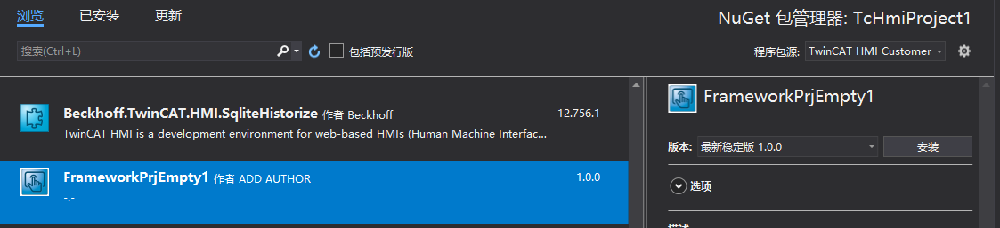 浏览 已安装 更新 NuGet 包管理器: TcHmiProject1
搜索(Ctrl+L) 包括预发行版 程序包源: TwinCAT HMI Customer
Beckhoff.TwinCAT.HMI.SqliteHistorize 作者 Beckhoff 12.756.1
TwinCAT HMI is a development environment for web-based HMIs (Human Machine Interfac...
FrameworkPrjEmpty1 作者 ADD AUTHOR 1.0.0
-.-
FrameworkPrjEmpty1
版本: 最新稳定版 1.0.0 安装
选项